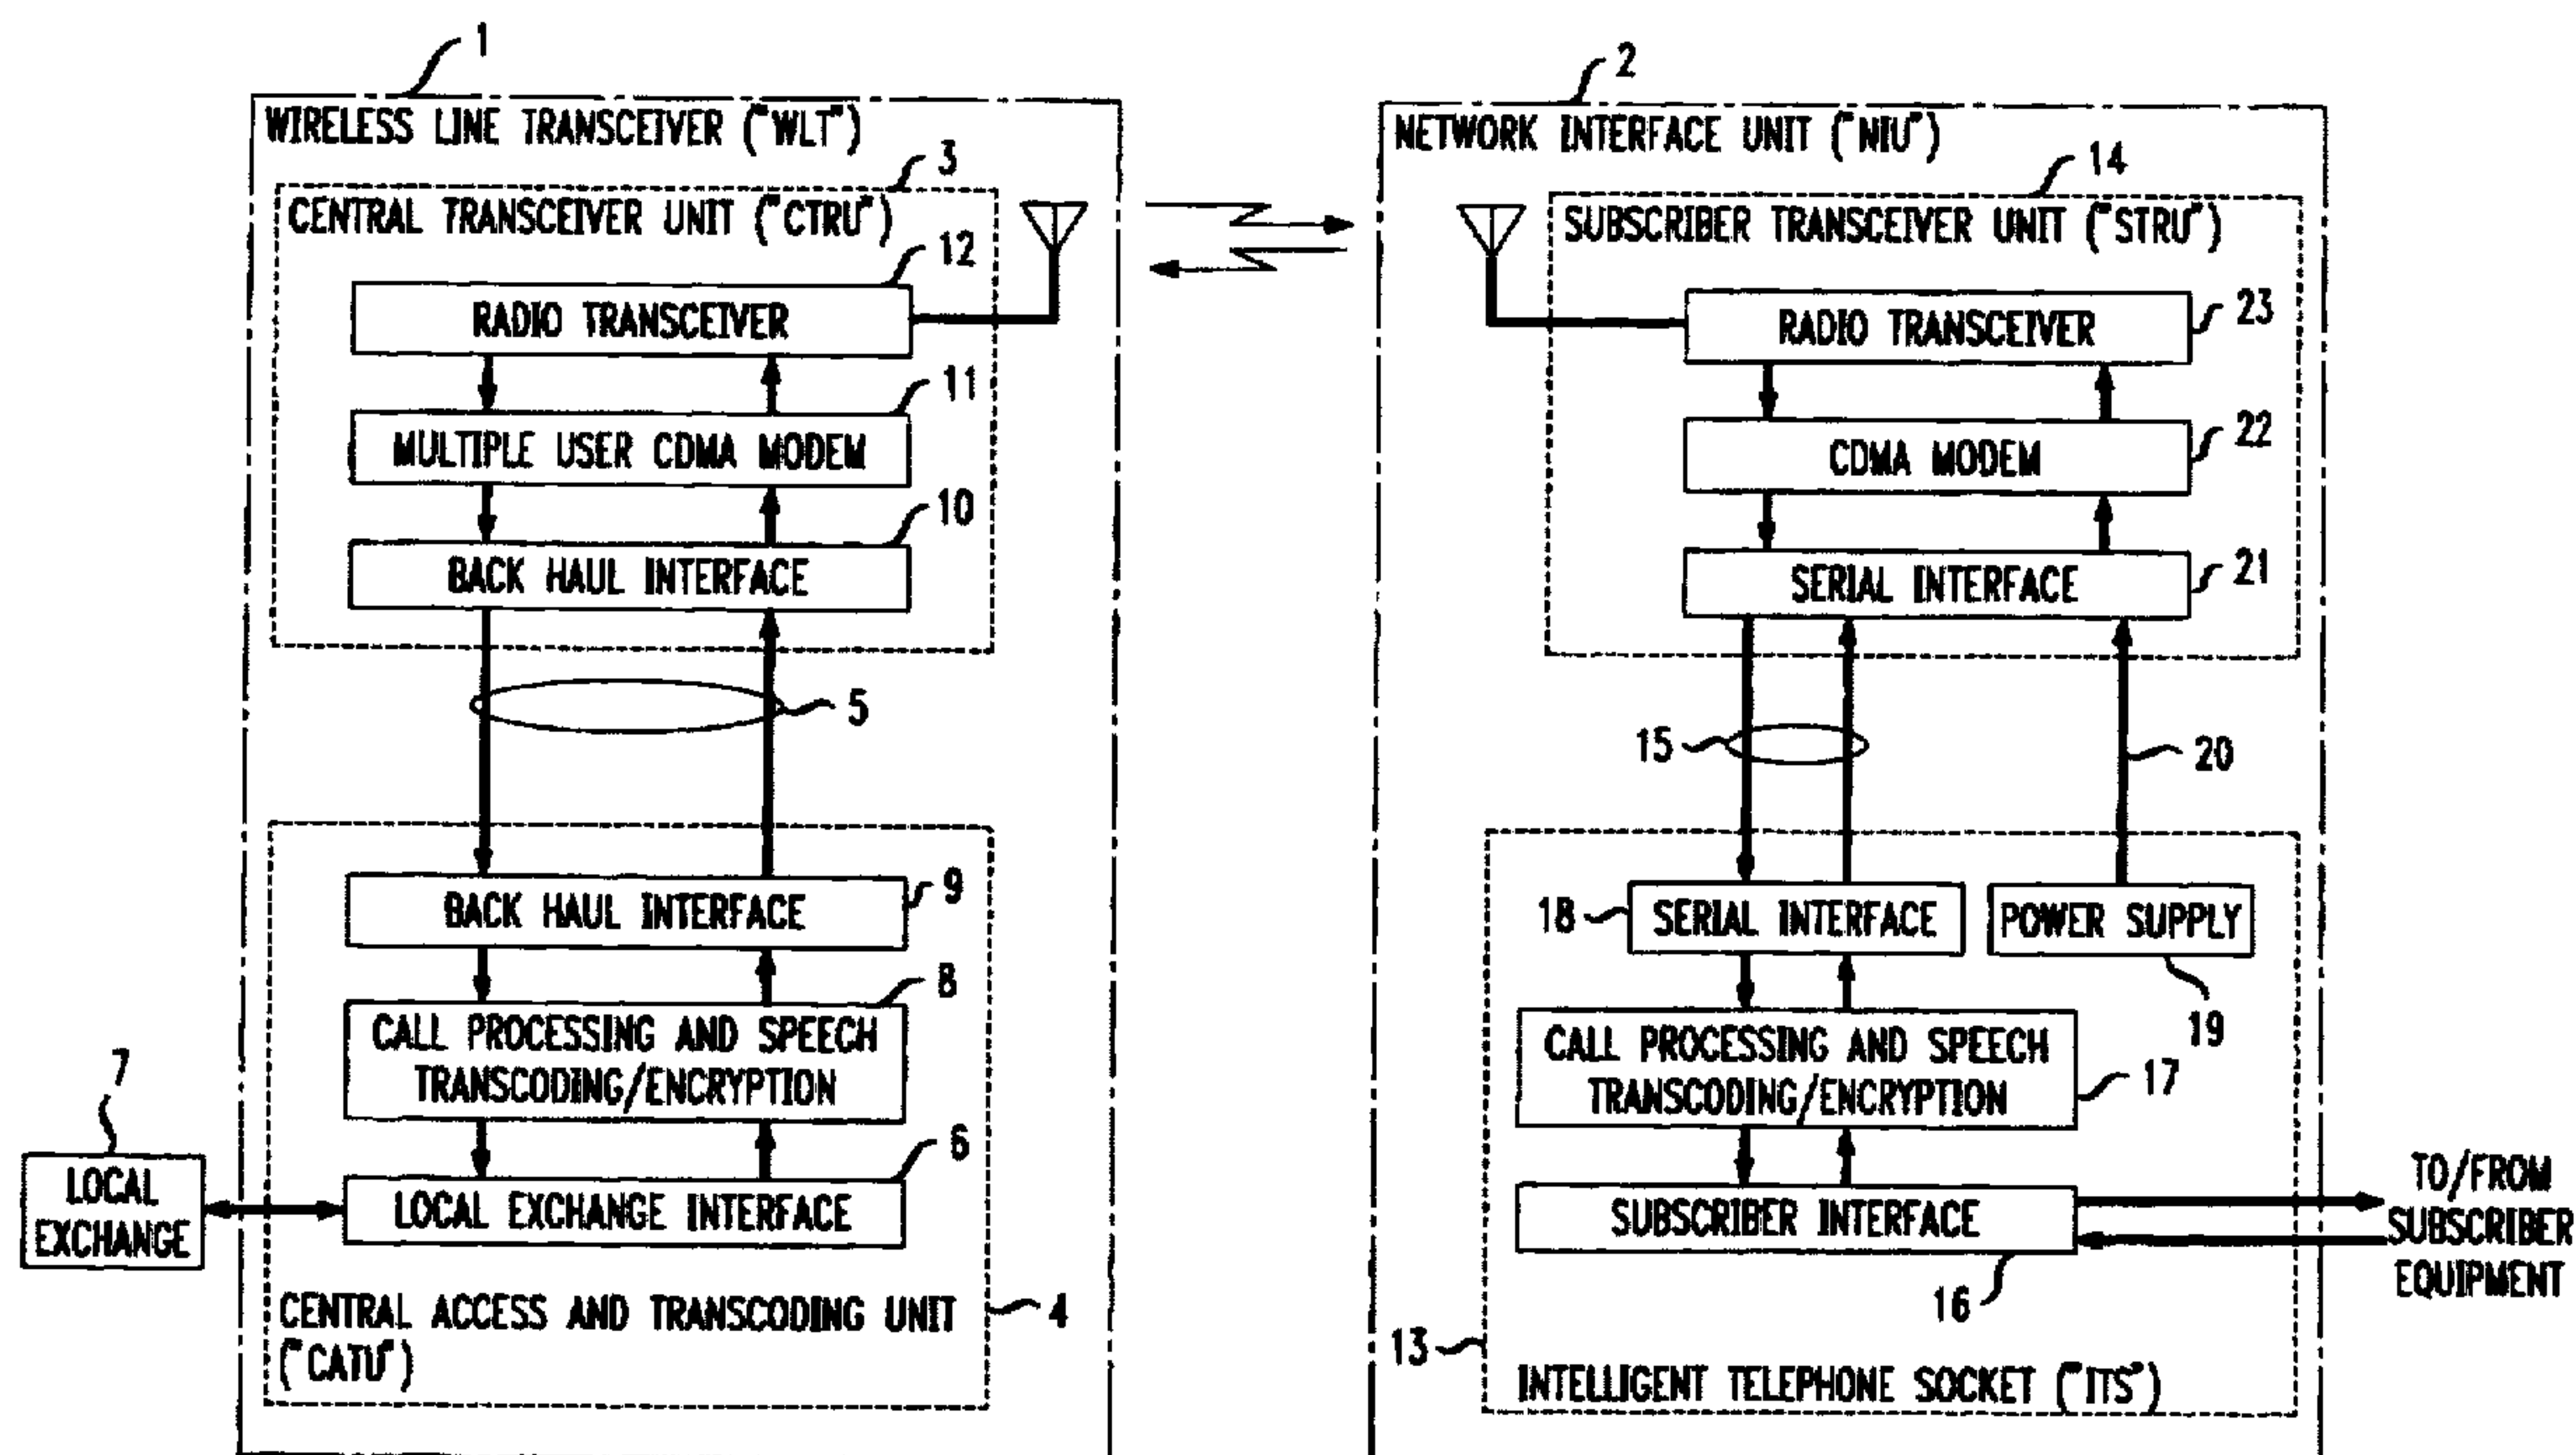 1
WIRELESS LINE TRANSCEIVER ("WLT")
3
CENTRAL TRANSCEIVER UNIT ("CTRU")
12
RADIO TRANSCEIVER
11
MULTIPLE USER CDMA MODEM
10
BACK HAUL INTERFACE
5
9
BACK HAUL INTERFACE
8
CALL PROCESSING AND SPEECH
TRANSCODING/ENCRYPTION
6
LOCAL EXCHANGE INTERFACE
7
LOCAL
EXCHANGE
CENTRAL ACCESS AND TRANSCODING UNIT
("CATU")
4
2
NETWORK INTERFACE UNIT ("NIU")
14
SUBSCRIBER TRANSCEIVER UNIT ("STRU")
RADIO TRANSCEIVER
23
CDMA MODEM
22
SERIAL INTERFACE
21
15
20
18
SERIAL INTERFACE
POWER SUPPLY
19
CALL PROCESSING AND SPEECH
TRANSCODING/ENCRYPTION
17
SUBSCRIBER INTERFACE
16
TO/FROM
SUBSCRIBER
EQUIPMENT
13
INTELLIGENT TELEPHONE SOCKET ("ITS")